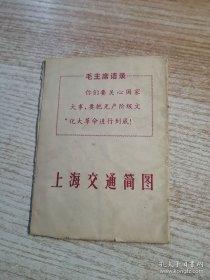 毛主席语录
你们要关心国家
大事，要把无产阶级文
化大革命进行到底！
上海交通简图